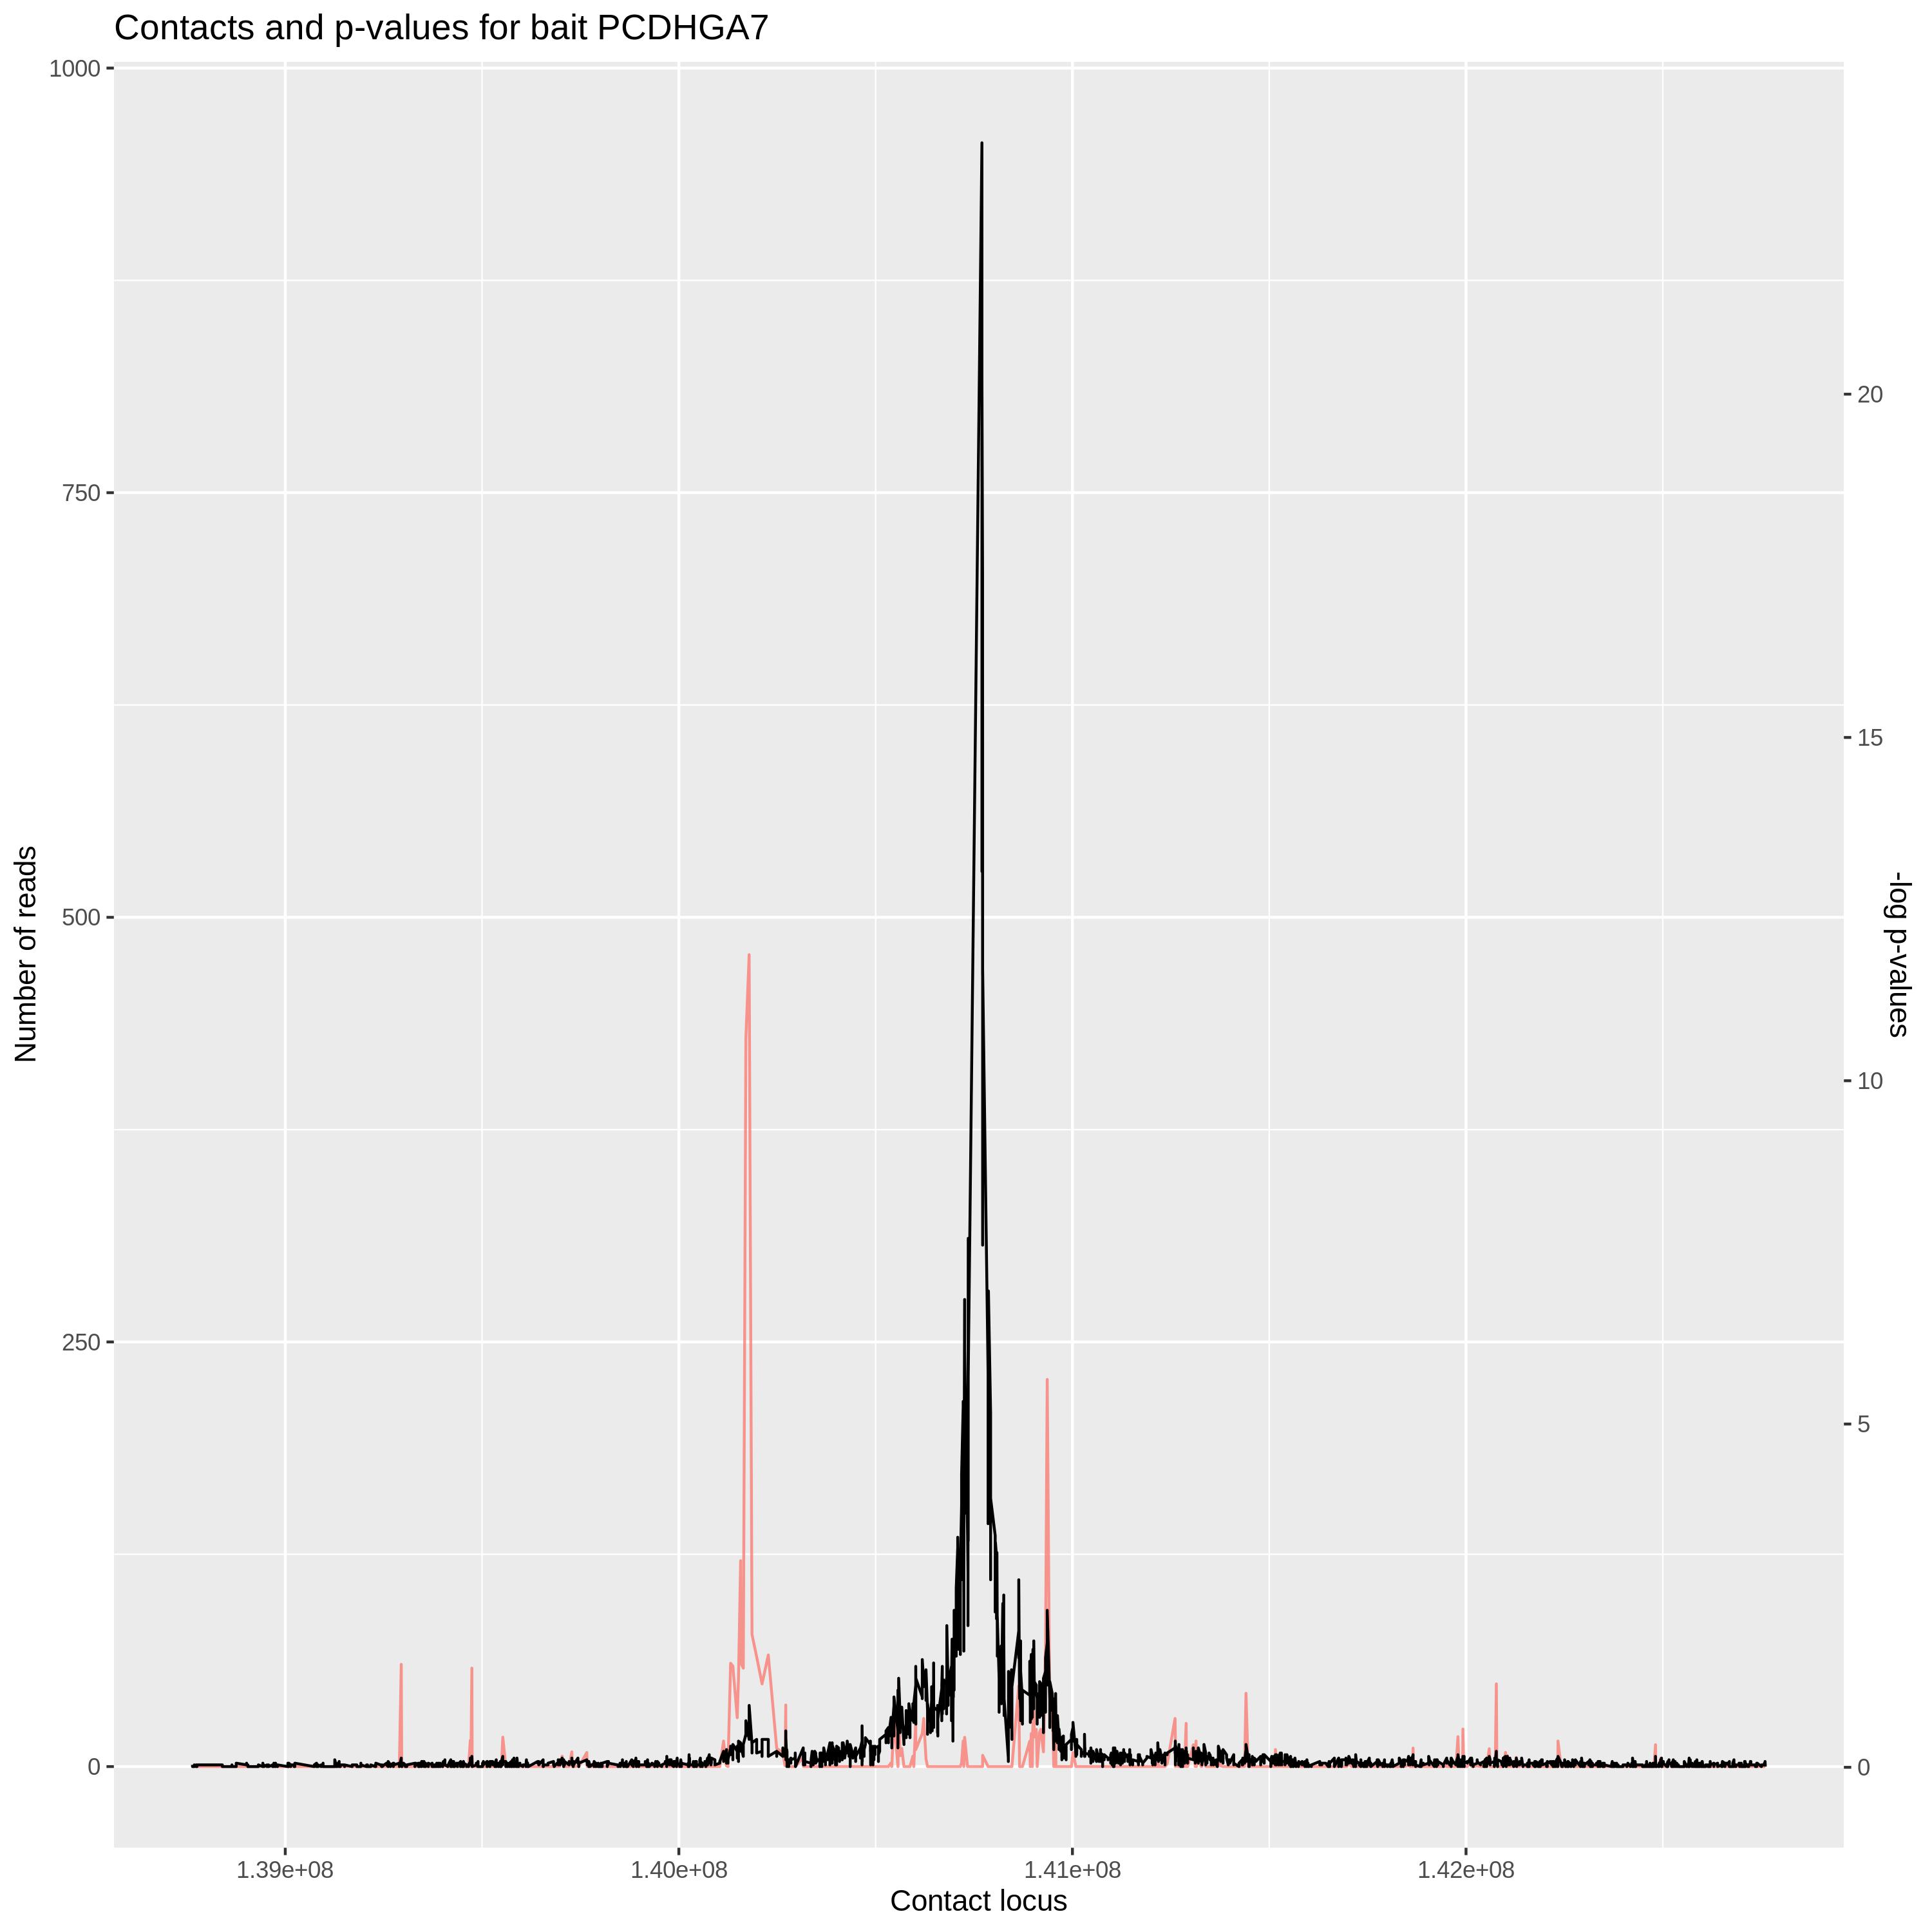 Contacts and p-values for bait PCDHGA7
1000
750
500
250
0
Number of reads
20
15
10
5
0
-log p-values
1.39e+08
1.40e+08
1.41e+08
1.42e+08
Contact locus